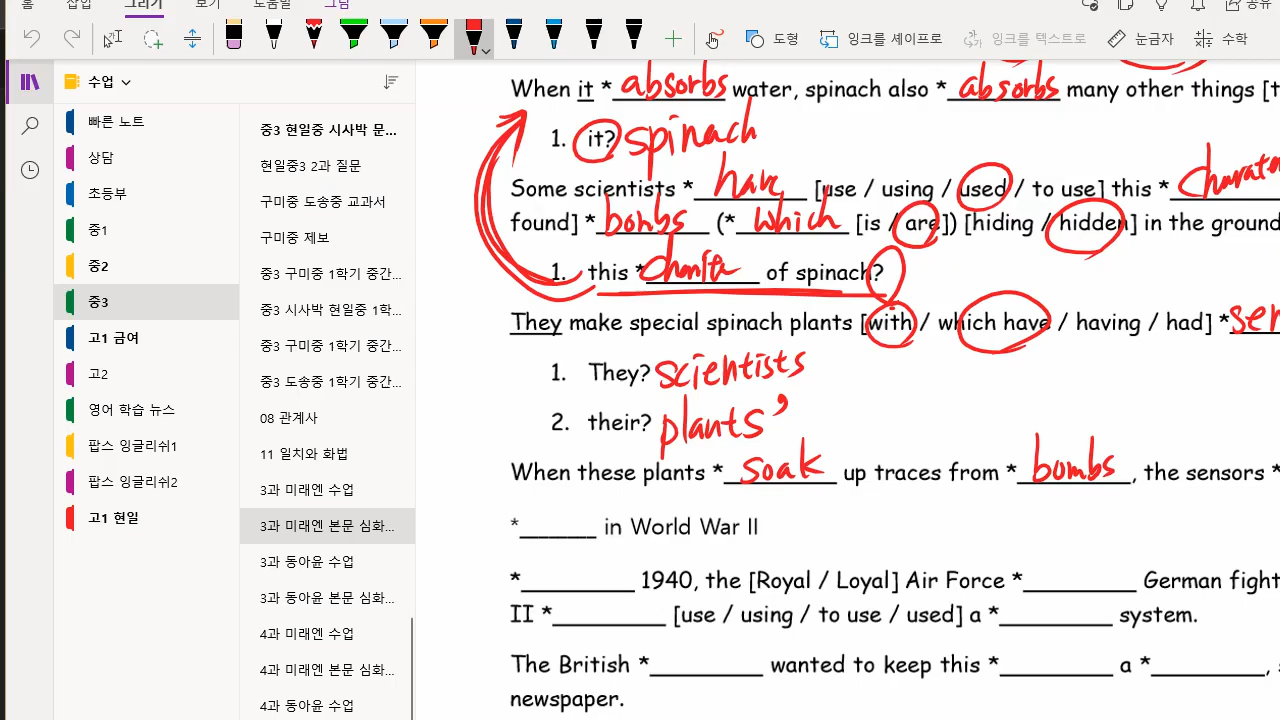 홈 삽입 그리기 보기 도움말 그림 공유
도형 잉크를 셰이프로 잉크를 텍스트로 눈금자 수학
수업
빠른 노트
상담
초등부
중1
중2
중3
고1 금여
고2
영어 학습 뉴스
팝스 잉글리쉬1
팝스 잉글리쉬2
고1 현일
중3 현일중 시사박 문...
현일중3 2과 질문
구미중 도송중 교과서
구미중 제보
중3 구미중 1학기 중간...
중3 시사박 현일중 1학...
중3 구미중 1학기 중간...
중3 도송중 1학기 중간...
08 관계사
11 일치와 화법
3과 미래엔 수업
3과 미래엔 본문 심화...
3과 동아윤 수업
3과 동아윤 본문 심화...
4과 미래엔 수업
4과 미래엔 본문 심화...
4과 동아윤 수업
When it *absorbs water, spinach also *absorbs many other things [t
1. it? spinach
Some scientists *have [use / using / used / to use] this *
found] *bombs (*which [is / are]) [hiding / hidden] in the ground
1. this *________ of spinach?
They make special spinach plants [with / which have / having / had] *sen
1. They? scientists
2. their? plants'
When these plants *soak up traces from *bombs, the sensors *
*________ in World War II
*__________ 1940, the [Royal / Loyal] Air Force *__________ German fight
II *__________ [use / using / to use / used] a *__________ system.
The British *__________ wanted to keep this *__________ a *__________, s
newspaper.